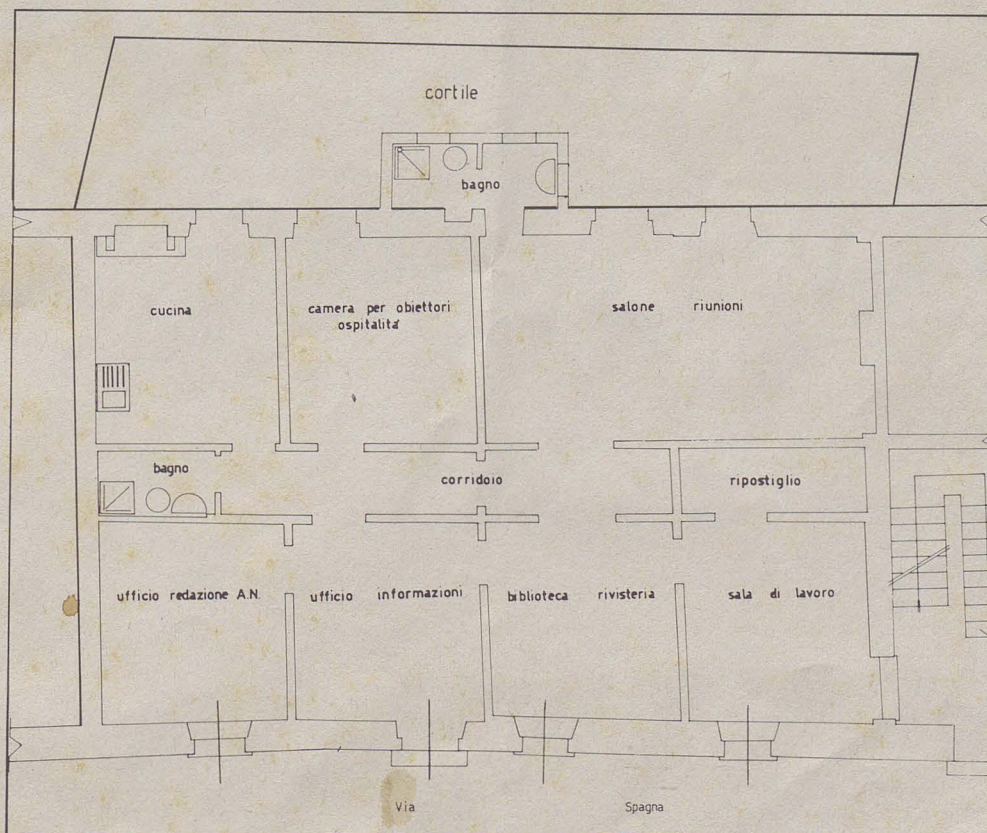 cortile
bagno
cucina
camera per obiettori
ospitalità
salone riunioni
bagno
corridoio
ripostiglio
ufficio redazione A.N.
ufficio informazioni
biblioteca rivisteria
sala di lavoro
Via Spagna